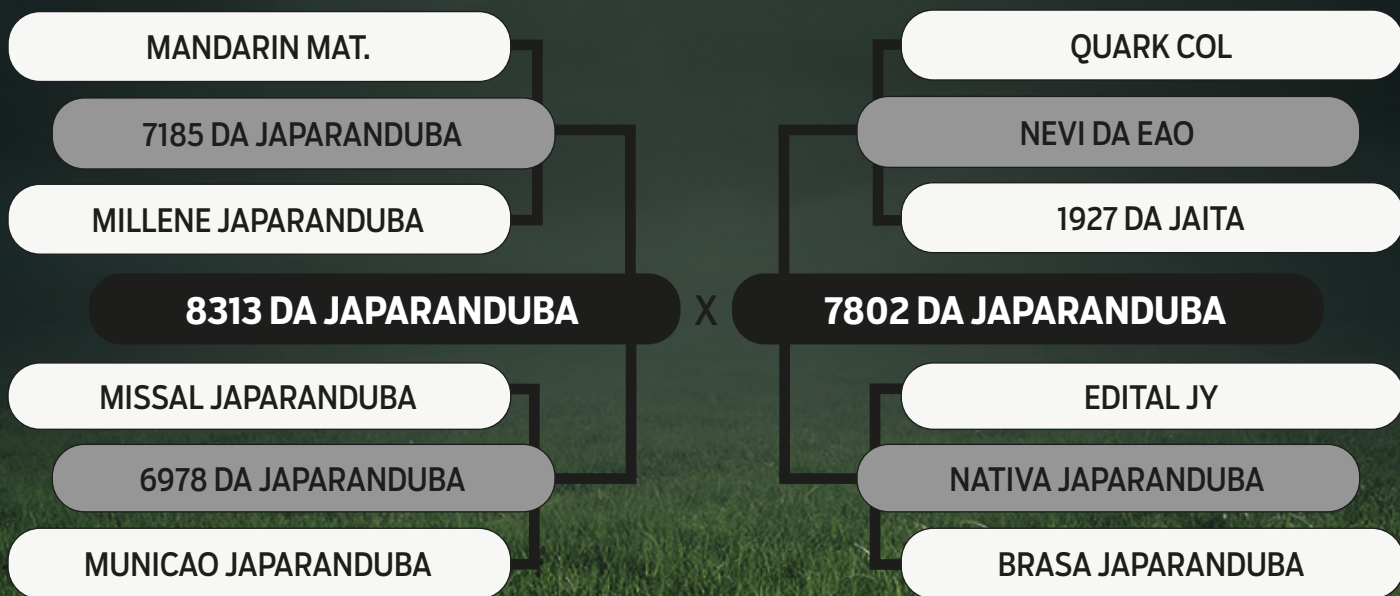 MANDARIN MAT.
7185 DA JAPARANDUBA
MILLENE JAPARANDUBA
8313 DA JAPARANDUBA
MISSAL JAPARANDUBA
6978 DA JAPARANDUBA
MUNICAO JAPARANDUBA
X
QUARK COL
NEVI DA EAO
1927 DA JAITA
7802 DA JAPARANDUBA
EDITAL JY
NATIVA JAPARANDUBA
BRASA JAPARANDUBA